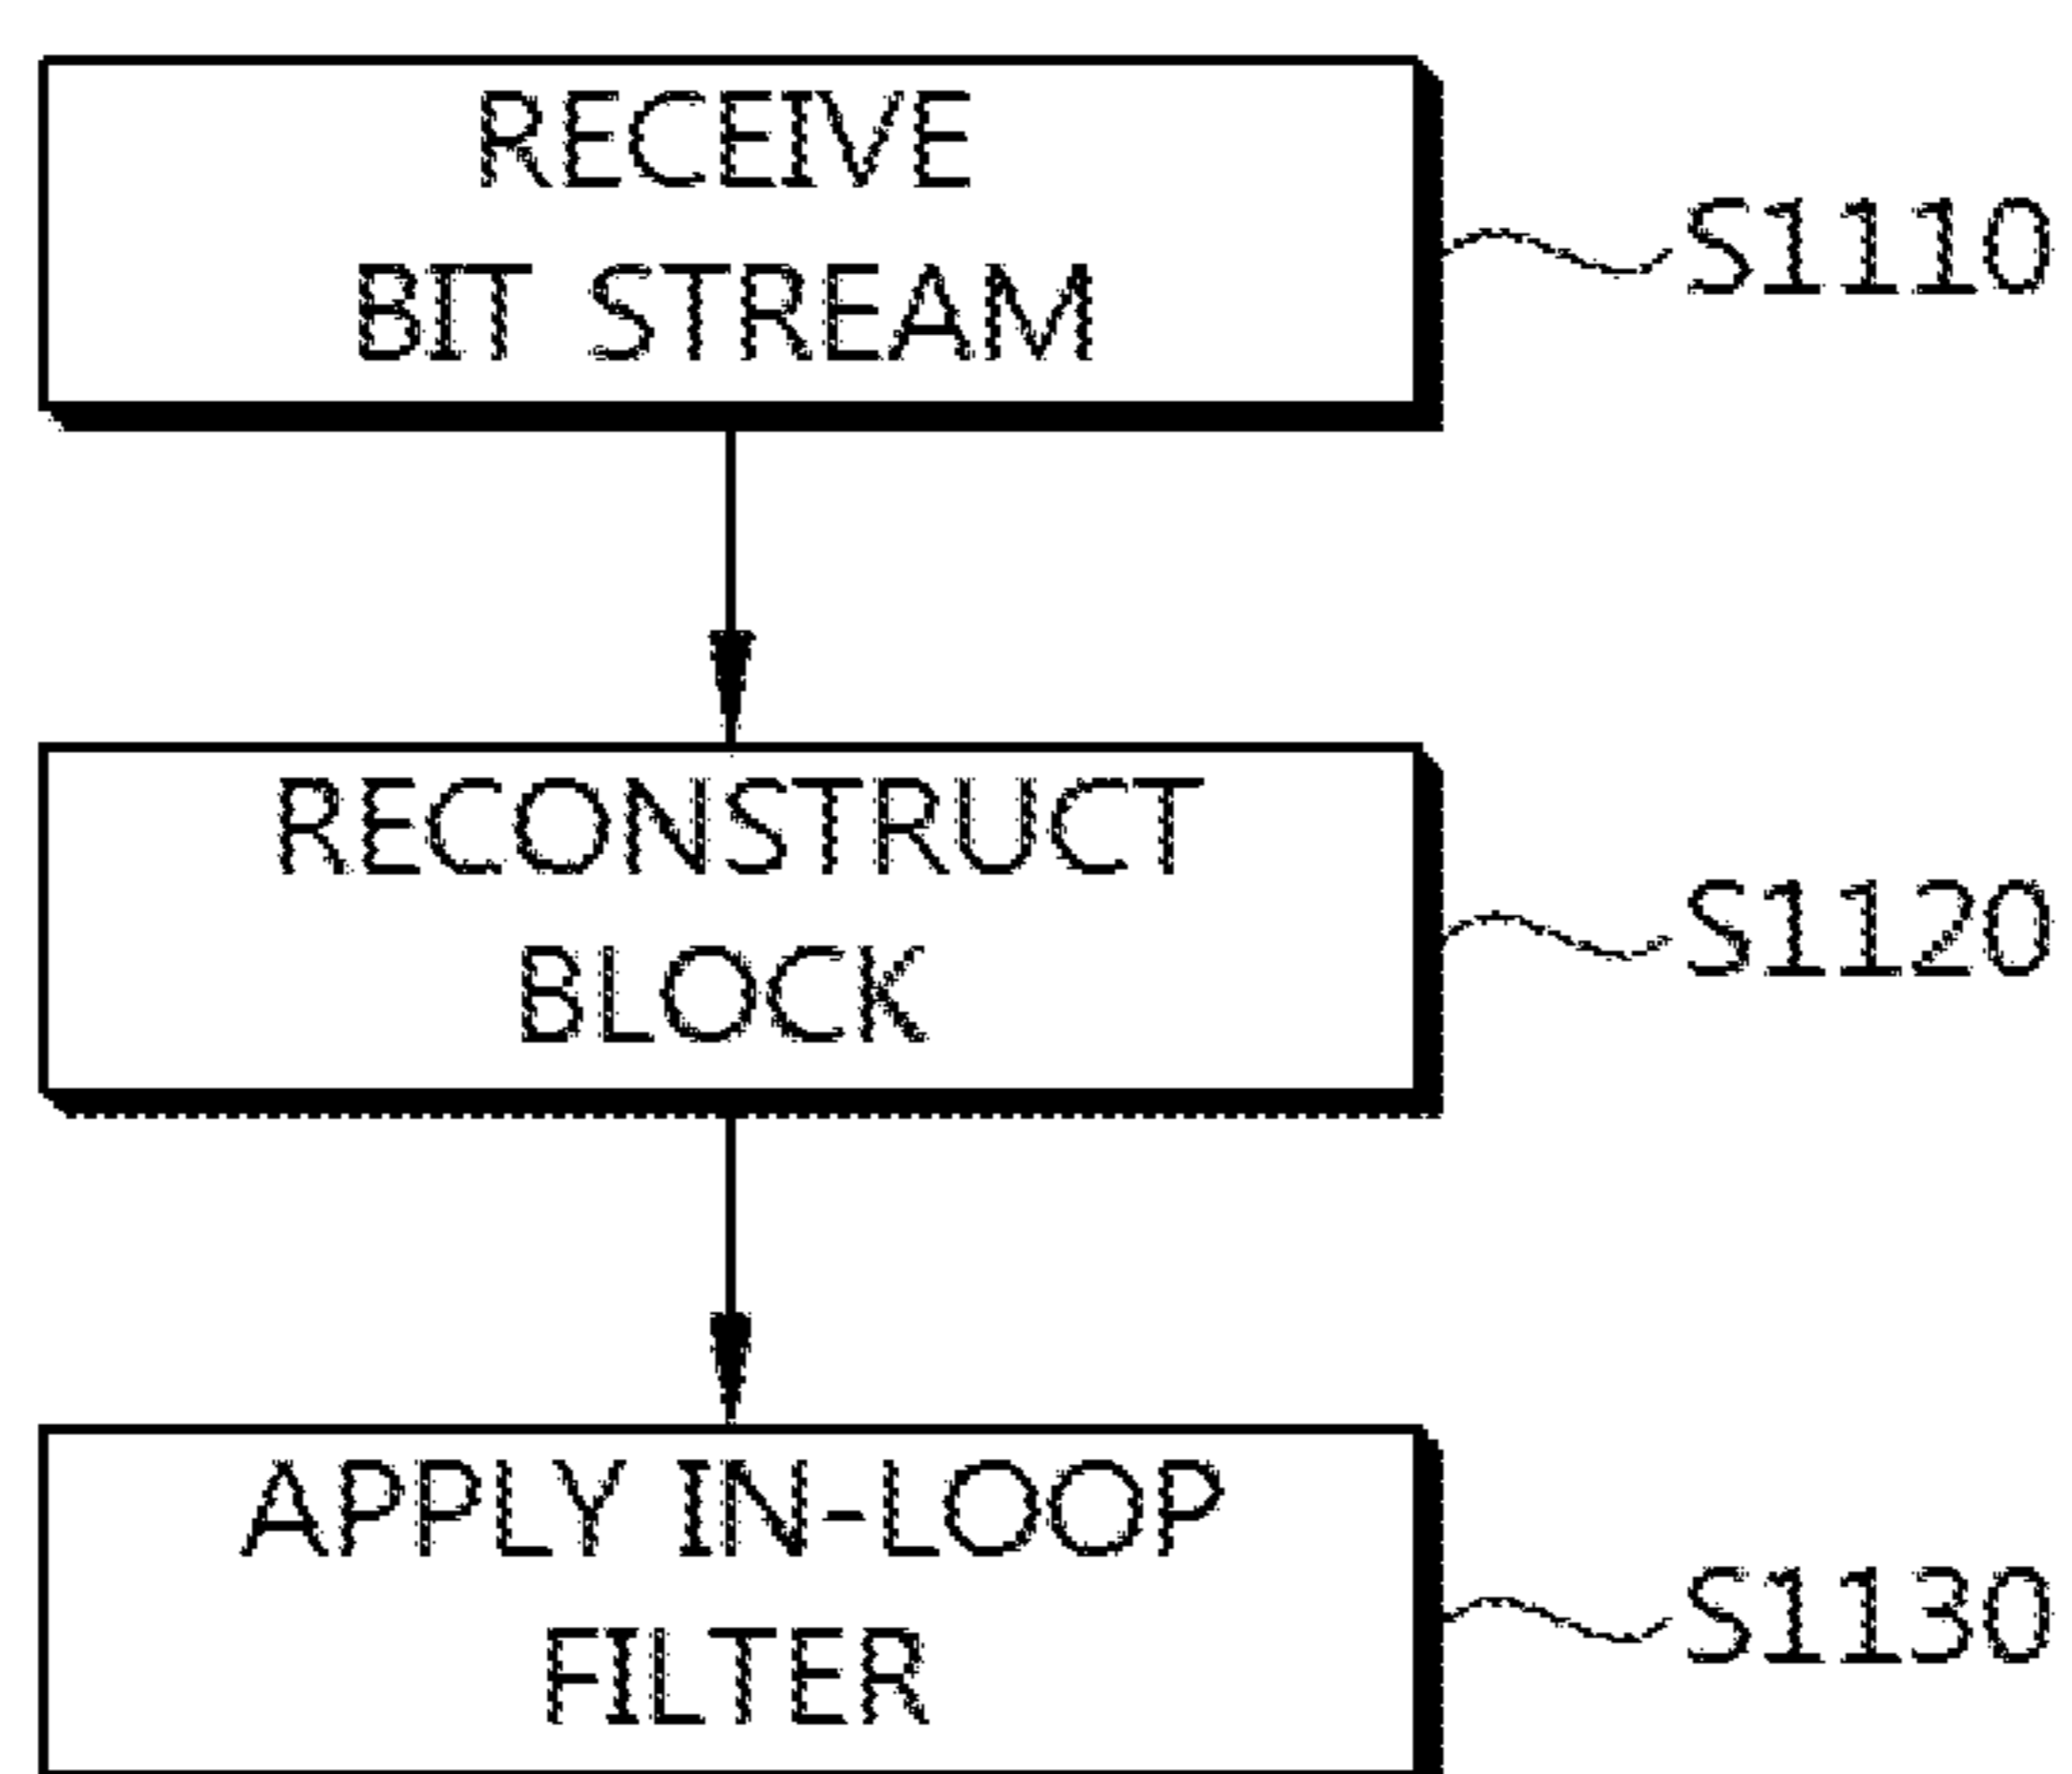 RECEIVE
BIT STREAM
S1110
RECONSTRUCT
BLOCK
S1120
APPLY IN-LOOP
FILTER
S1130